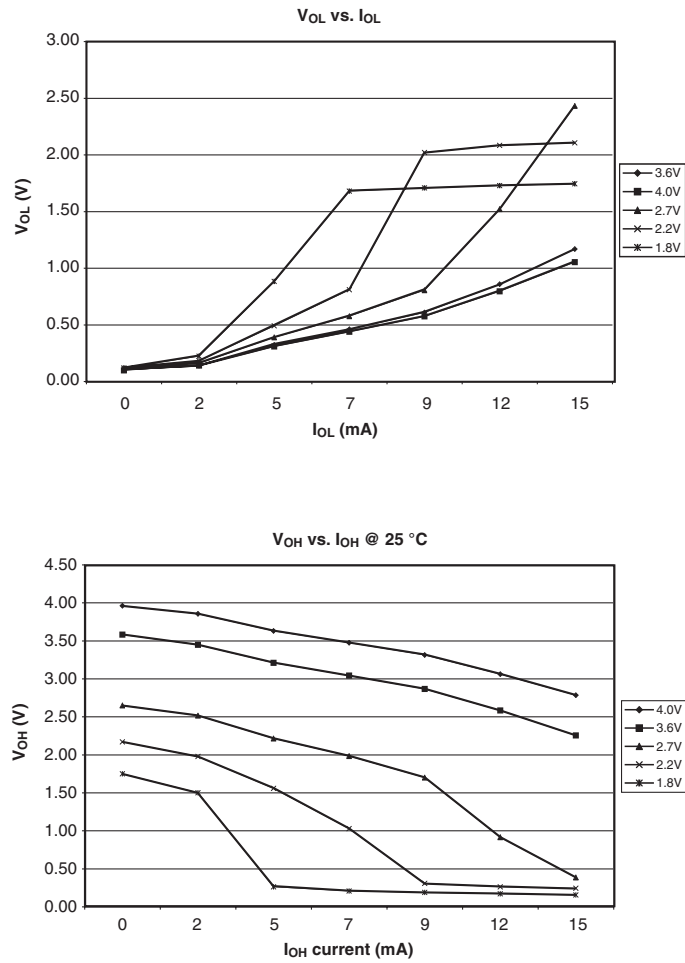 VOL vs. IOL
3.00
2.50
2.00
1.50
1.00
0.50
0.00
VOL (V)
0 2 5 7 9 12 15
IOL (mA)
3.6V
4.0V
2.7V
2.2V
1.8V
VOH vs. IOH @ 25 °C
4.50
4.00
3.50
3.00
2.50
2.00
1.50
1.00
0.50
0.00
VOH (V)
0 2 5 7 9 12 15
IOH current (mA)
4.0V
3.6V
2.7V
2.2V
1.8V